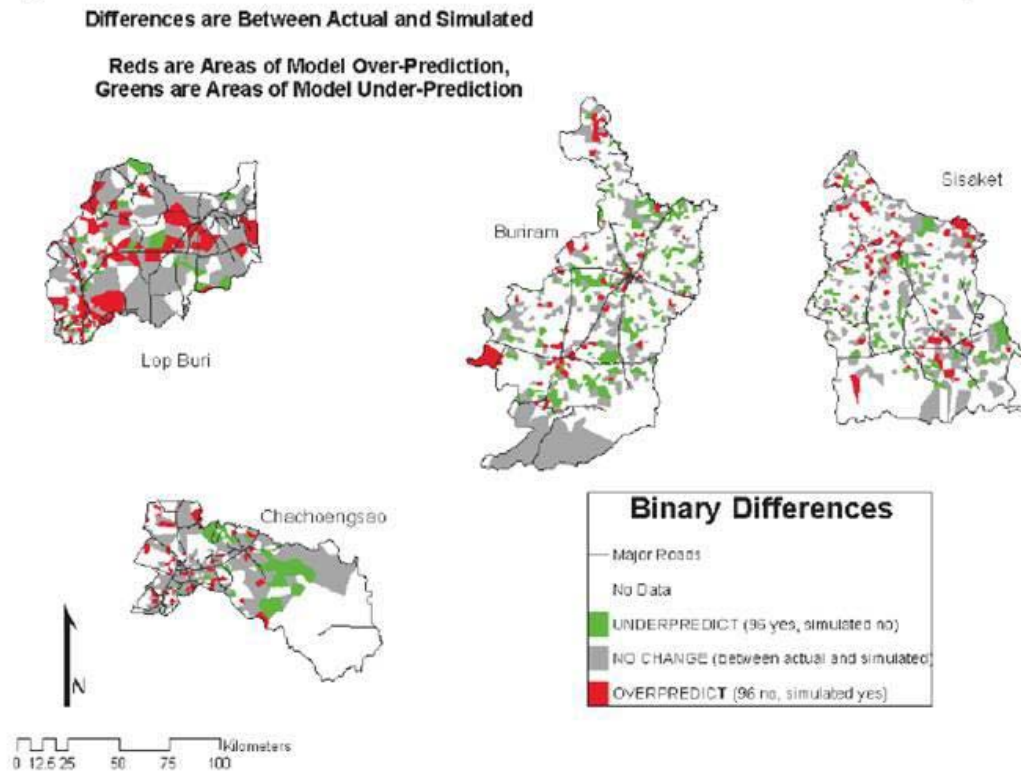 Differences are Between Actual and Simulated
Reds are Areas of Model Over-Prediction,
Greens are Areas of Model Under-Prediction
Sisaket
Buriram
Lop Buri
Chachoengsao
Binary Differences
Major Roads
No Data
UNDERPREDICT (96 yes, simulated no)
NO CHANGE (between actual and simulated)
OVERPREDICT (96 no, simulated yes)
N
Kilometers
0 12.5 25 50 75 100